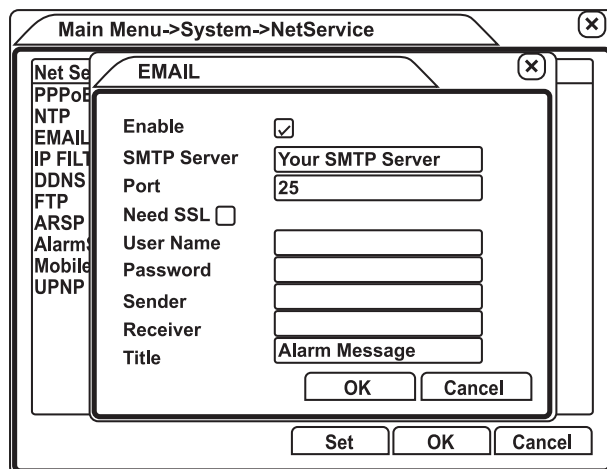 Main Menu->System->NetService
Net Se
PPPoE
NTP
EMAIL
IP FILT
DDNS
FTP
ARSP
Alarm
Mobile
UPNP
EMAIL
Enable
SMTP Server Your SMTP Server
Port 25
Need SSL
User Name
Password
Sender
Receiver
Title Alarm Message
OK Cancel
Set OK Cancel